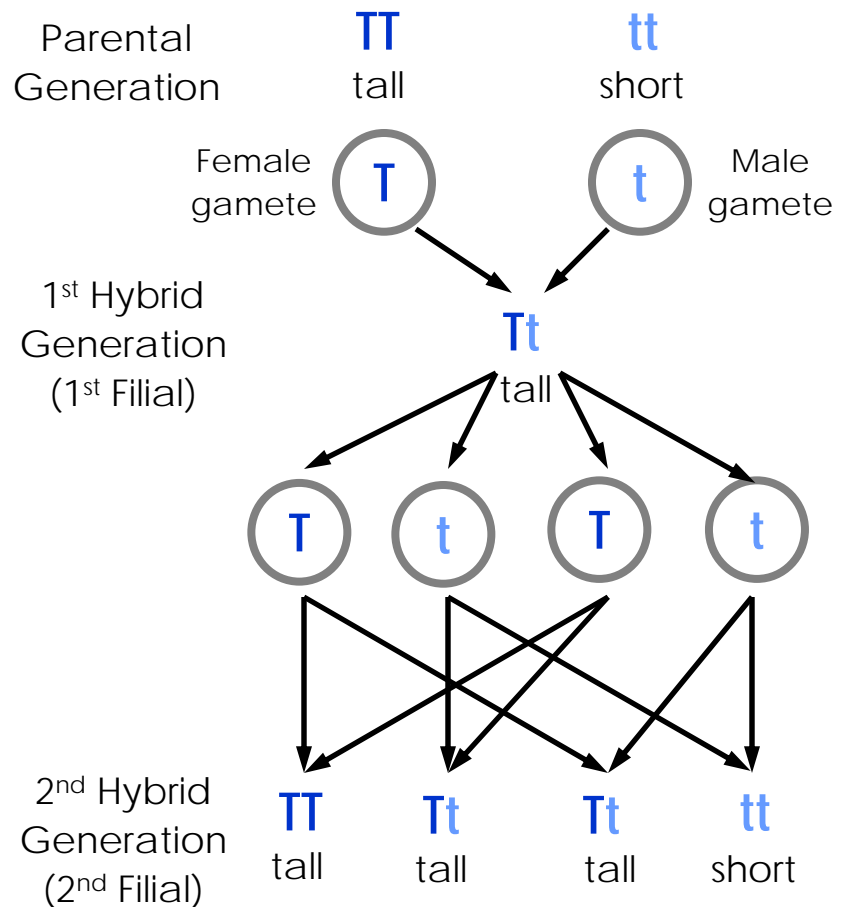 Parental
Generation
TT
tall
tt
short
Female
gamete
T
t
Male
gamete
1st Hybrid
Generation
(1st Filial)
Tt
tall
T
t
T
t
2nd Hybrid
Generation
(2nd Filial)
TT
tall
Tt
tall
Tt
tall
tt
short